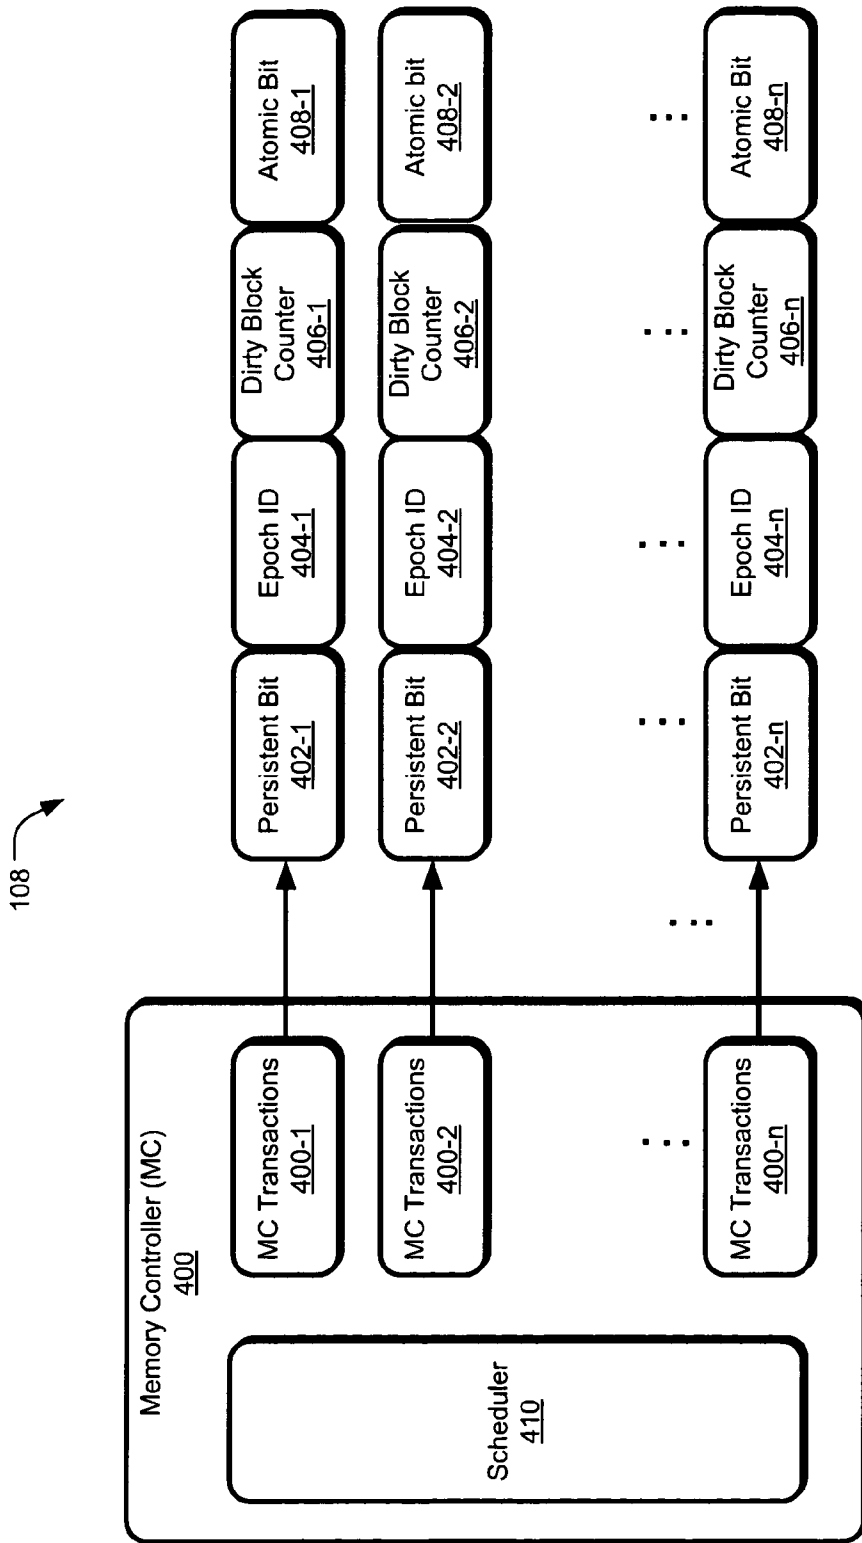 108
Memory Controller (MC)
400
Scheduler
410
MC Transactions
400-1
Persistent Bit
402-1
Epoch ID
404-1
Dirty Block
Counter
406-1
Atomic Bit
408-1
MC Transactions
400-2
Persistent Bit
402-2
Epoch ID
404-2
Dirty Block
Counter
406-2
Atomic bit
408-2
...
...
...
...
...
...
MC Transactions
400-n
Persistent Bit
402-n
Epoch ID
404-n
Dirty Block
Counter
406-n
Atomic Bit
408-n